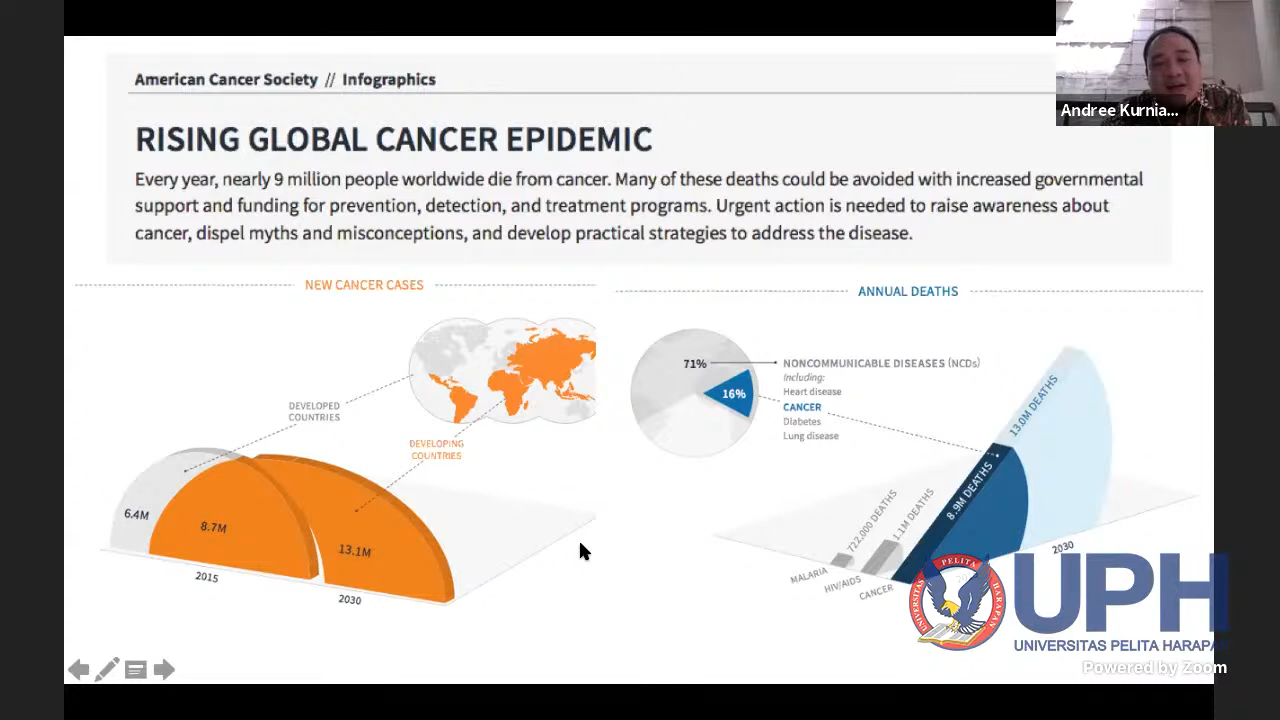 American Cancer Society // Infographics
RISING GLOBAL CANCER EPIDEMIC
Every year, nearly 9 million people worldwide die from cancer. Many of these deaths could be avoided with increased governmental
support and funding for prevention, detection, and treatment programs. Urgent action is needed to raise awareness about
cancer, dispel myths and misconceptions, and develop practical strategies to address the disease.
Andree Kurnia...
NEW CANCER CASES
DEVELOPED
COUNTRIES
DEVELOPING
COUNTRIES
6.4M
8.7M
13.1M
2015
2030
ANNUAL DEATHS
71%
16%
NONCOMMUNICABLE DISEASES (NCDs)
Including:
Heart disease
CANCER
Diabetes
Lung disease
722,000 DEATHS
1.1M DEATHS
8.9M DEATHS
13.0M DEATHS
MALARIA
HIV/AIDS
CANCER
2030
UNIVERSITAS PELITA HARAPAN
UPH
UNIVERSITAS PELITA HARAPAN
Powered by Zoom